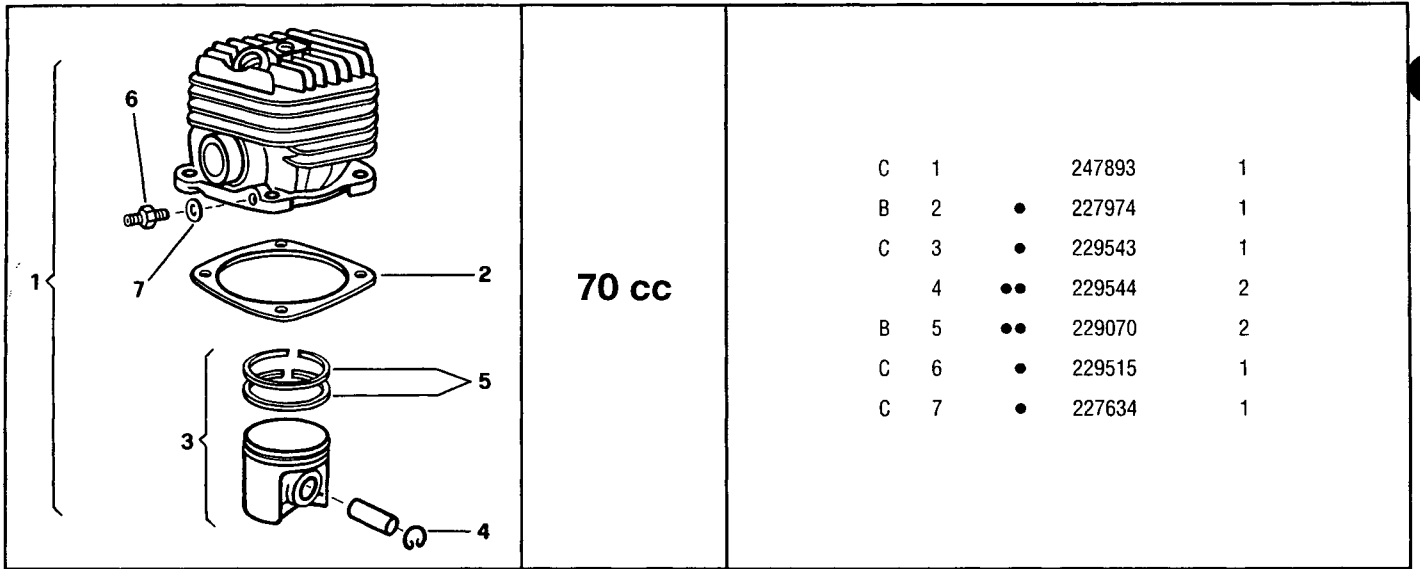 6
1
7
2
5
3
4
70 cc
C 1 247893 1
B 2 • 227974 1
C 3 • 229543 1
4 •• 229544 2
B 5 •• 229070 2
C 6 • 229515 1
C 7 • 227634 1